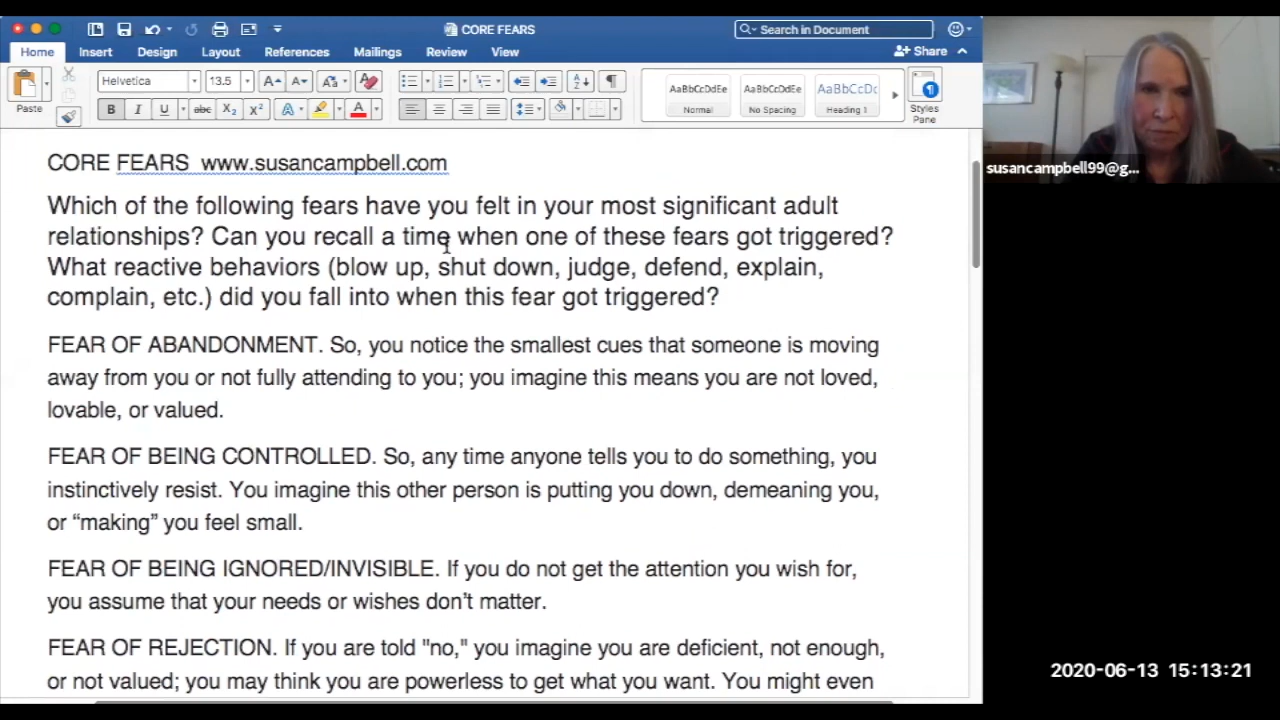 CORE FEARS
Search in Document
Home Insert Design Layout References Mailings Review View
Share
Paste
Helvetica 13.5
AaBbCcDdEe AaBbCcDdEe AaBbCcDc
Normal No Spacing Heading 1
Styles
Pane
CORE FEARS www.susancampbell.com
Which of the following fears have you felt in your most significant adult
relationships? Can you recall a time when one of these fears got triggered?
What reactive behaviors (blow up, shut down, judge, defend, explain,
complain, etc.) did you fall into when this fear got triggered?
FEAR OF ABANDONMENT. So, you notice the smallest cues that someone is moving
away from you or not fully attending to you; you imagine this means you are not loved,
lovable, or valued.
FEAR OF BEING CONTROLLED. So, any time anyone tells you to do something, you
instinctively resist. You imagine this other person is putting you down, demeaning you,
or “making” you feel small.
FEAR OF BEING IGNORED/INVISIBLE. If you do not get the attention you wish for,
you assume that your needs or wishes don’t matter.
FEAR OF REJECTION. If you are told "no," you imagine you are deficient, not enough,
or not valued; you may think you are powerless to get what you want. You might even
susancampbell99@g...
2020-06-13 15:13:21